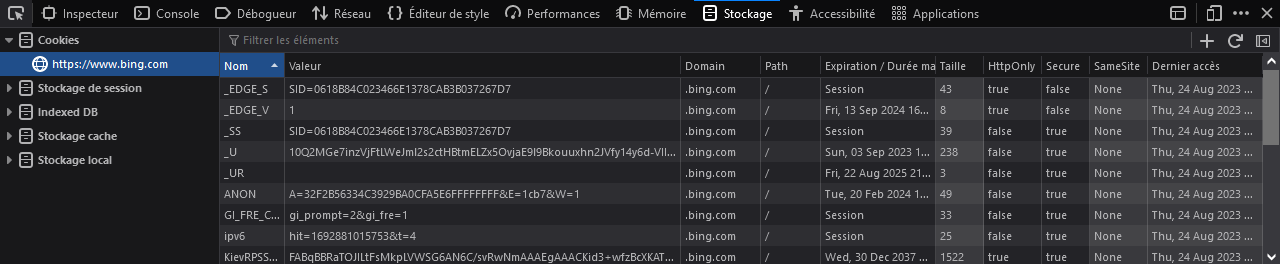 Inspecteur Console Débogueur Réseau Éditeur de style Performances Mémoire Stockage Accessibilité Applications
Cookies
https://www.bing.com
Stockage de session
Indexed DB
Stockage cache
Stockage local
Filtrer les éléments
Nom Valeur Domain Path Expiration / Durée ma Taille HttpOnly Secure SameSite Dernier accès
_EDGE_S SID=0618B84C023466E1378CAB3B037267D7 .bing.com / Session 43 true false None Thu, 24 Aug 2023 ...
_EDGE_V 1 .bing.com / Fri, 13 Sep 2024 16... 8 true false None Thu, 24 Aug 2023 ...
_SS SID=0618B84C023466E1378CAB3B037267D7 .bing.com / Session 39 false true None Thu, 24 Aug 2023 ...
_U .bing.com / Sun, 03 Sep 2023 1... 238 false true None Thu, 24 Aug 2023 ...
_UR .bing.com / Fri, 22 Aug 2025 21... 3 true true None Thu, 24 Aug 2023 ...
ANON A=32F2B56334C3929BA0CFA5E6FFFFFFFF&E=1cb7&W=1 .bing.com / Tue, 20 Feb 2024 1... 49 false true None Thu, 24 Aug 2023 ...
GI_FRE_C... gi_prompt=2&gi_fre=1 .bing.com / Session 33 false true None Thu, 24 Aug 2023 ...
ipv6 hit=1692881015753&t=4 .bing.com / Session 25 false true None Thu, 24 Aug 2023 ...
KievRPSS... .bing.com / Wed, 30 Dec 2037 ... 1522 true true None Thu, 24 Aug 2023 ...